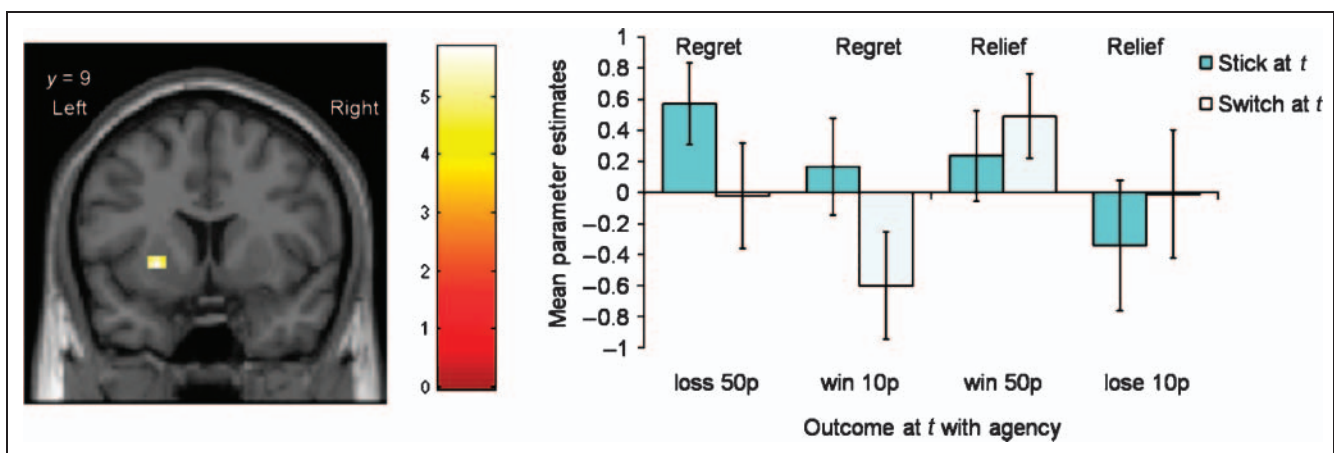 y = 9
Left
Right
5
4
3
2
1
0
Mean parameter estimates
1
0.8
0.6
0.4
0.2
0
−0.2
−0.4
−0.6
−0.8
−1
Regret Regret Relief Relief
Stick at t
Switch at t
loss 50p win 10p win 50p lose 10p
Outcome at t with agency